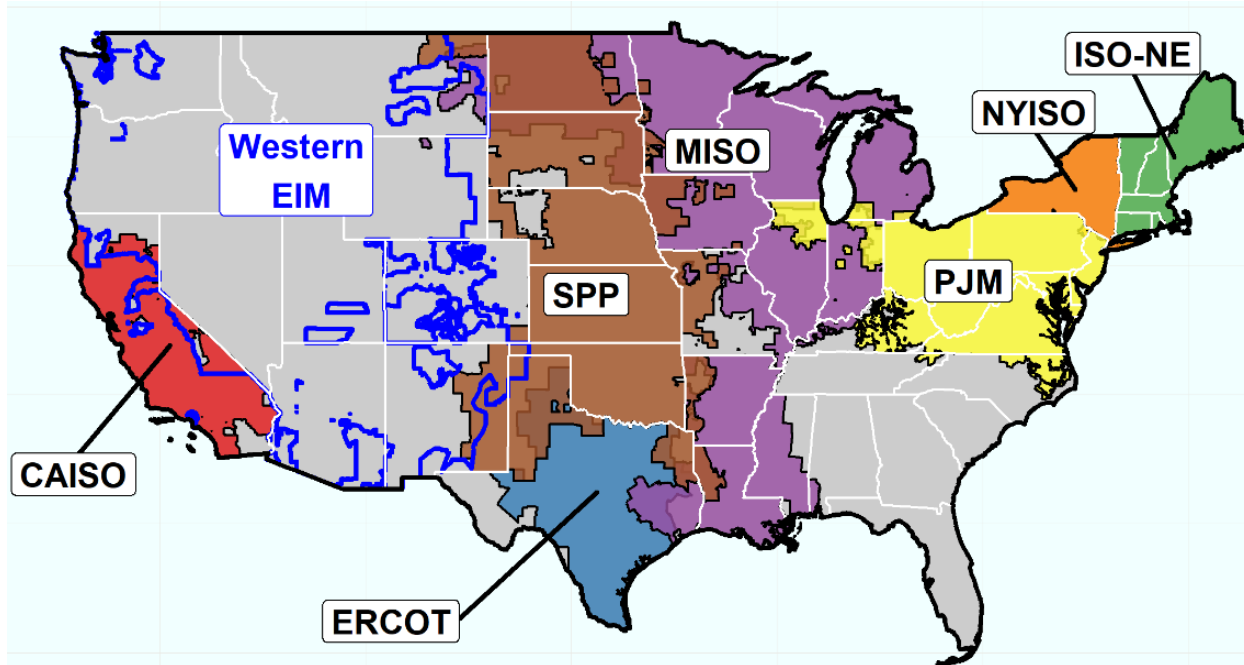 ISO-NE
NYISO
Western
EIM
MISO
SPP
PJM
CAISO
ERCOT